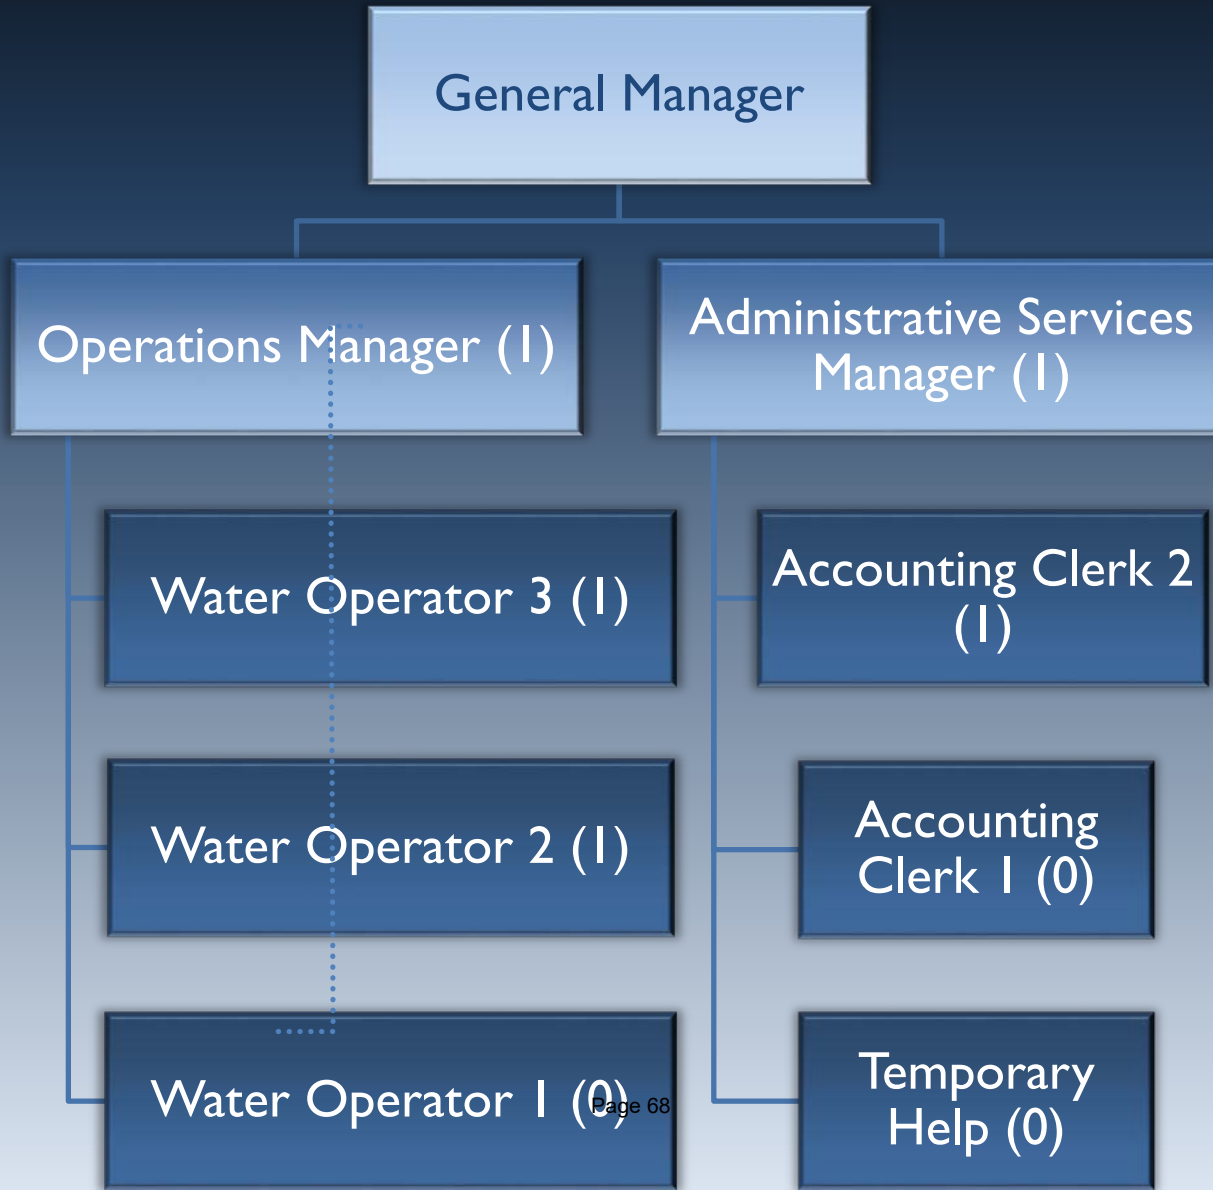 General Manager
Operations Manager (1)
Administrative Services
Manager (1)
Water Operator 3 (1)
Accounting Clerk 2
(1)
Water Operator 2 (1)
Accounting
Clerk 1 (0)
Water Operator 1 (0)
Page 68
Temporary
Help (0)